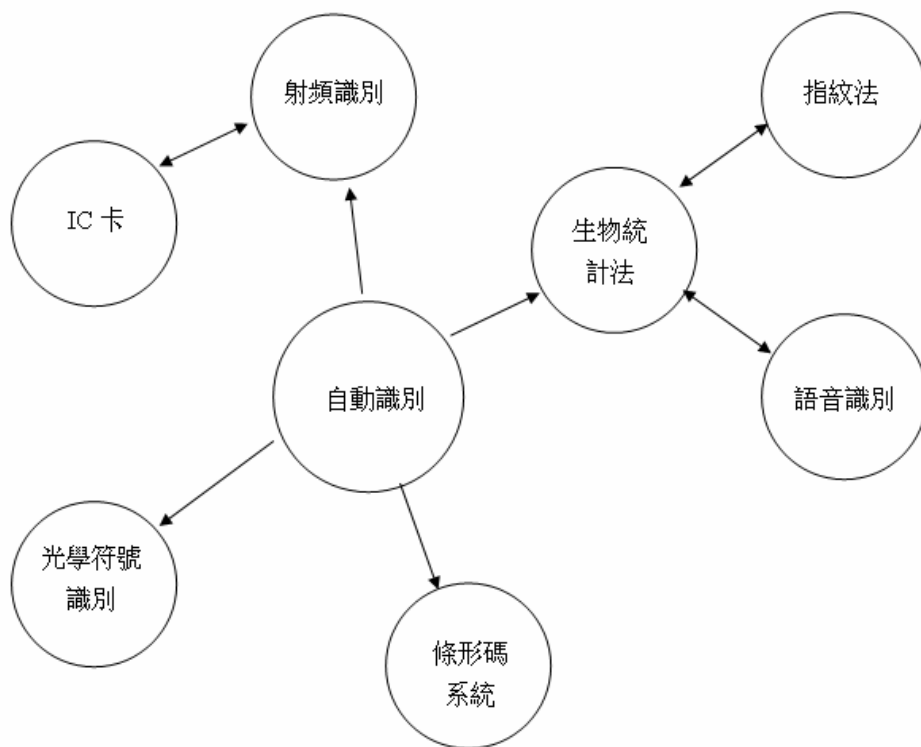 射頻識別
指紋法
IC 卡
生物統
計法
自動識別
語音識別
光學符號
識別
條形碼
系統